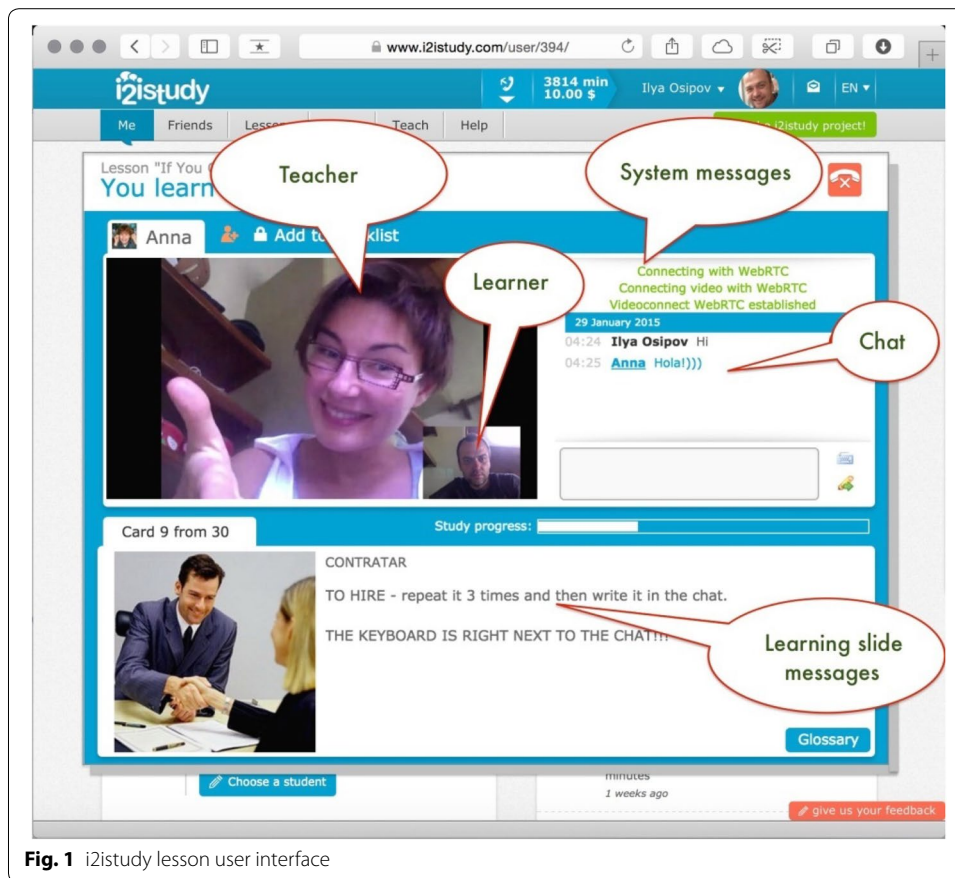 www.i2istudy.com/user/394/
i2istudy
3814 min
10.00 $
Ilya Osipov
EN
Me Friends Teach Help
i2istudy project!
Lesson "If You
You learn
Teacher
System messages
Anna
Add to
Learner
Connecting with WebRTC
Connecting video with WebRTC
Videoconnect WebRTC established
29 January 2015
04:24 Ilya Osipov Hi
04:25 Anna Hola!)))
Chat
Card 9 from 30
Study progress:
CONTRATAR
TO HIRE - repeat it 3 times and then write it in the chat.
THE KEYBOARD IS RIGHT NEXT TO THE CHAT!!!
Learning slide
messages
Glossary
Choose a student
minutes
1 weeks ago
give us your feedback
Fig. 1 i2istudy lesson user interface